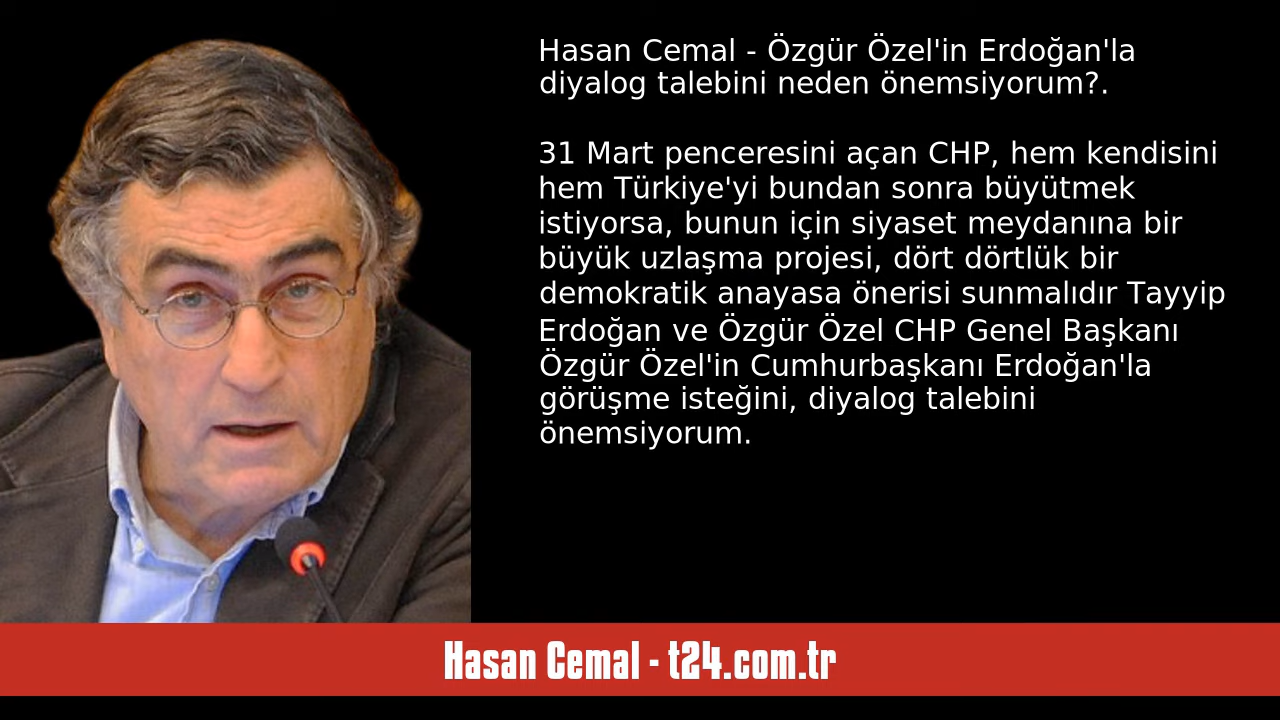 Hasan Cemal - Özgür Özel'in Erdoğan'la
diyalog talebini neden önemsiyorum?.
31 Mart penceresini açan CHP, hem kendisini
hem Türkiye'yi bundan sonra büyütmek
istiyorsa, bunun için siyaset meydanına bir
büyük uzlaşma projesi, dört dörtlük bir
demokratik anayasa önerisi sunmalıdır Tayyip
Erdoğan ve Özgür Özel CHP Genel Başkanı
Özgür Özel'in Cumhurbaşkanı Erdoğan'la
görüşme isteğini, diyalog talebini
önemsiyorum.
Hasan Cemal - t24.com.tr